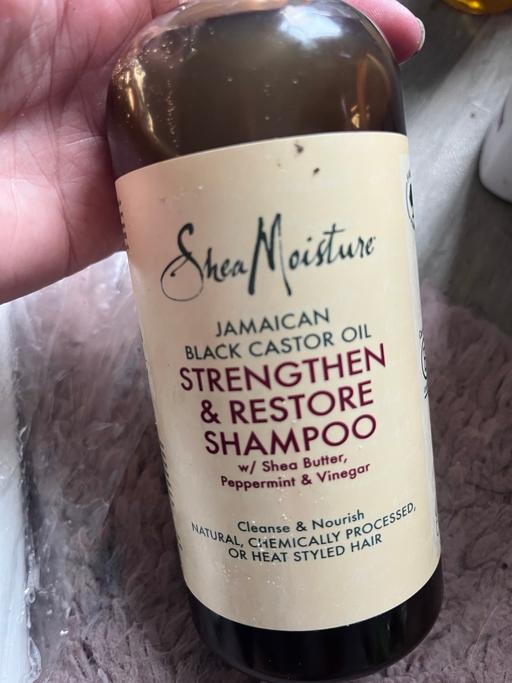 SheaMoisture
JAMAICAN
BLACK CASTOR OIL
STRENGTHEN
& RESTORE
SHAMPOO
w/ Shea Butter,
Peppermint & Vinegar
Cleanse & Nourish
NATURAL, CHEMICALLY PROCESSED,
OR HEAT STYLED HAIR